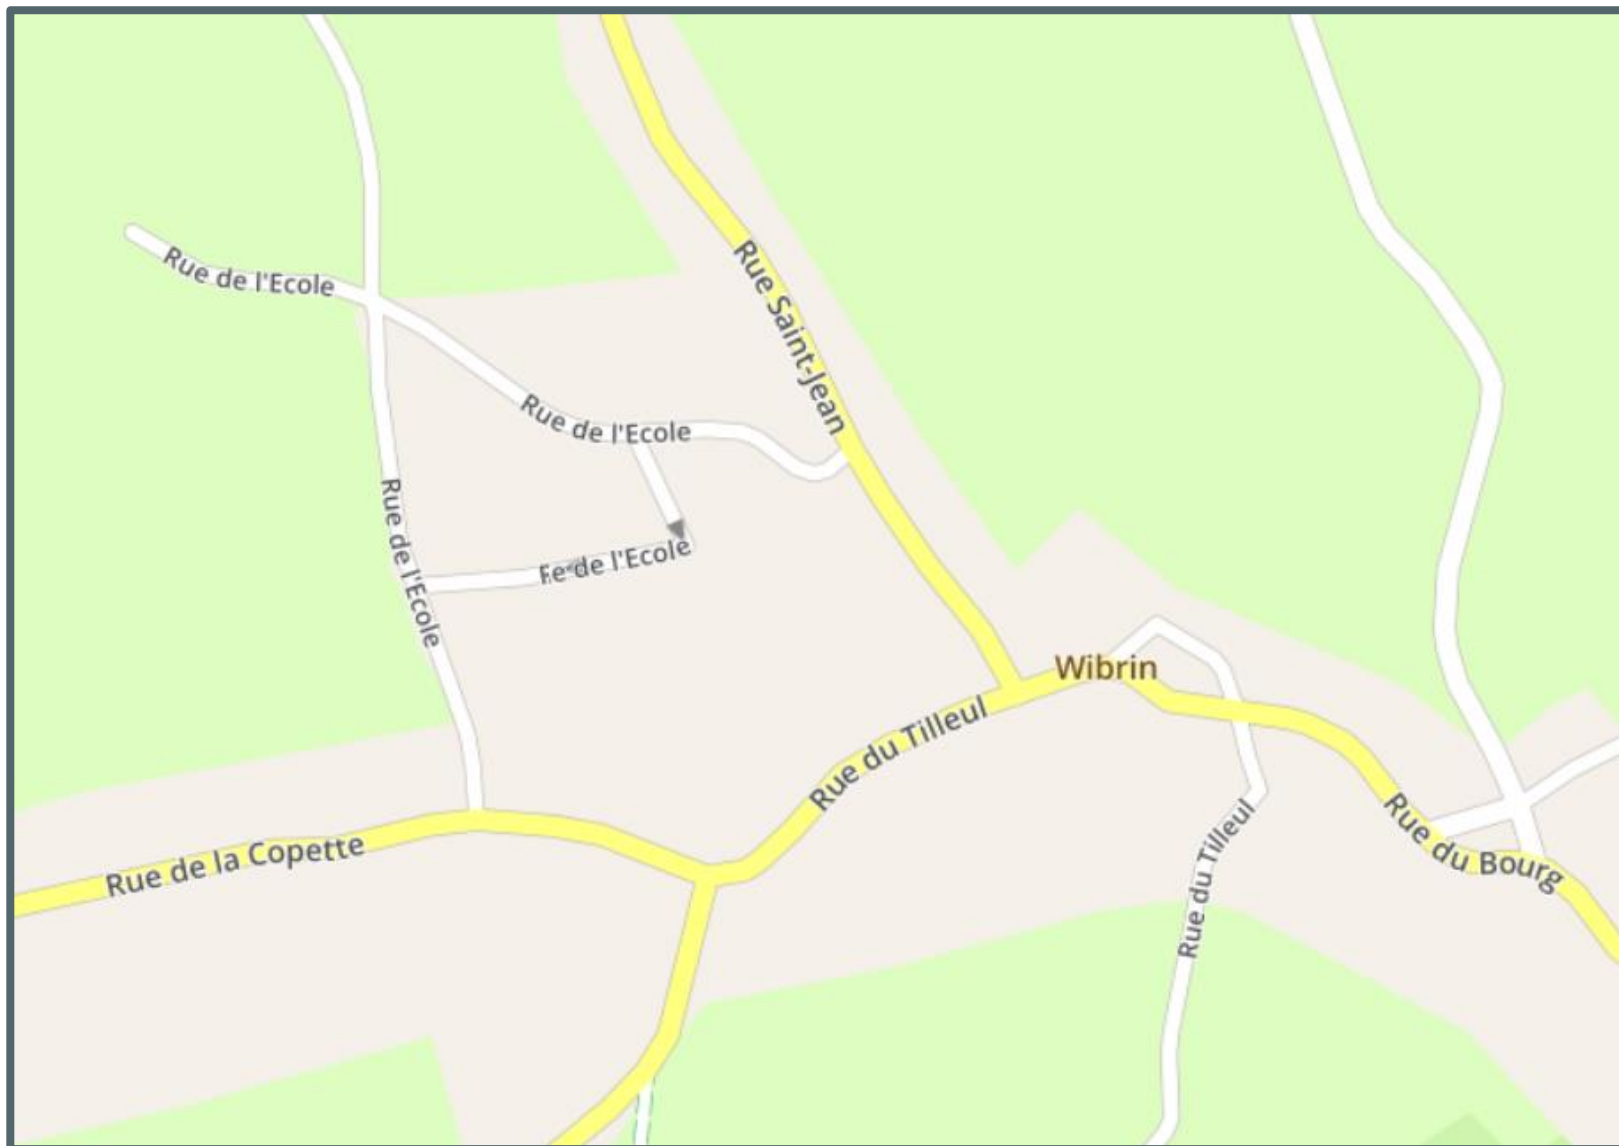 Rue de l'Ecole
Rue Saint-Jean
Rue de l'Ecole
Rue de l'Ecole
de l'Ecole
Wibrin
Rue du Tilleul
Rue du Tilleul
Rue du Bourg
Rue de la Copette